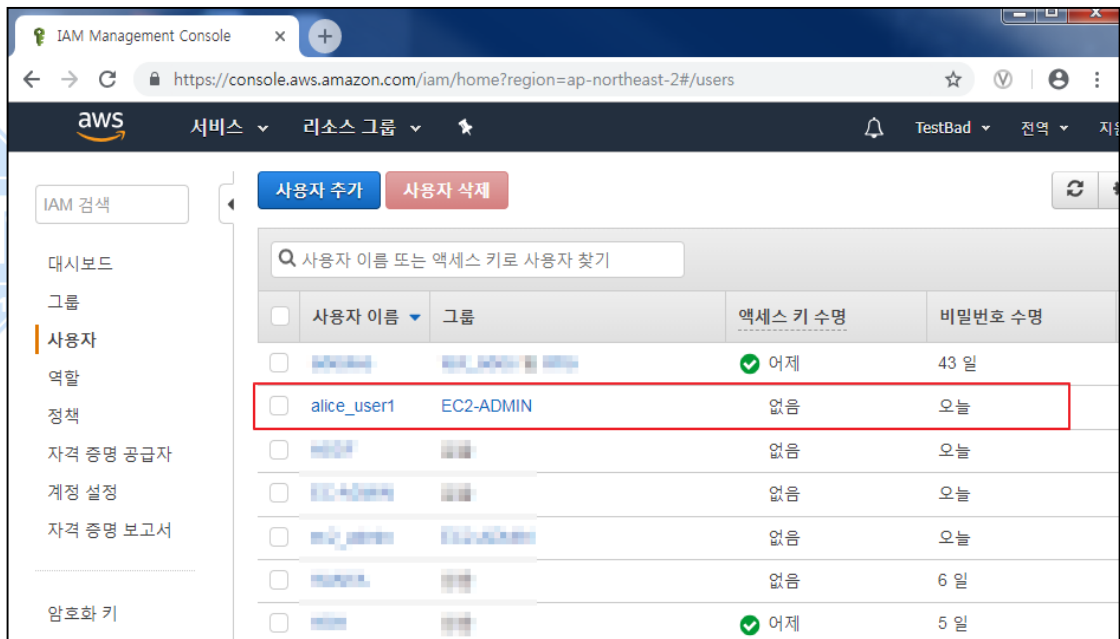 IAM Management Console
https://console.aws.amazon.com/iam/home?region=ap-northeast-2#/users
aws 서비스 리소스 그룹 TestBad 전역
사용자 추가 사용자 삭제
IAM 검색
대시보드
그룹
사용자
역할
정책
자격 증명 공급자
계정 설정
자격 증명 보고서
암호화 키
사용자 이름 또는 액세스 키로 사용자 찾기
사용자 이름 그룹 액세스 키 수명 비밀번호 수명
어제 43 일
alice_user1 EC2-ADMIN 없음 오늘
없음 오늘
없음 오늘
없음 오늘
없음 6 일
어제 5 일